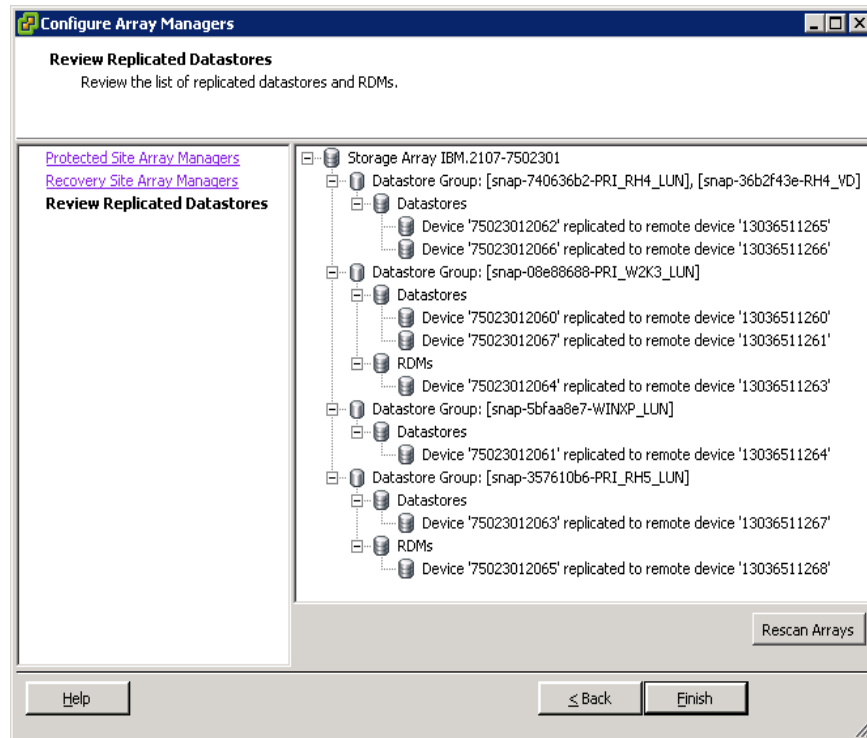 Configure Array Managers
Review Replicated Datastores
Review the list of replicated datastores and RDMs.
Protected Site Array Managers
Recovery Site Array Managers
Review Replicated Datastores
Storage Array IBM.2107-7502301
Datastore Group: [snap-740636b2-PRI_RH4_LUN], [snap-36b2f43e-RH4_VD]
Datastores
Device '75023012062' replicated to remote device '13036511265'
Device '75023012066' replicated to remote device '13036511266'
Datastore Group: [snap-08e88688-PRI_W2K3_LUN]
Datastores
Device '75023012060' replicated to remote device '13036511260'
Device '75023012067' replicated to remote device '13036511261'
RDMs
Device '75023012064' replicated to remote device '13036511263'
Datastore Group: [snap-5bfaa8e7-WINXP_LUN]
Datastores
Device '75023012061' replicated to remote device '13036511264'
Datastore Group: [snap-357610b6-PRI_RH5_LUN]
Datastores
Device '75023012063' replicated to remote device '13036511267'
RDMs
Device '75023012065' replicated to remote device '13036511268'
Rescan Arrays
Help
< Back
Finish